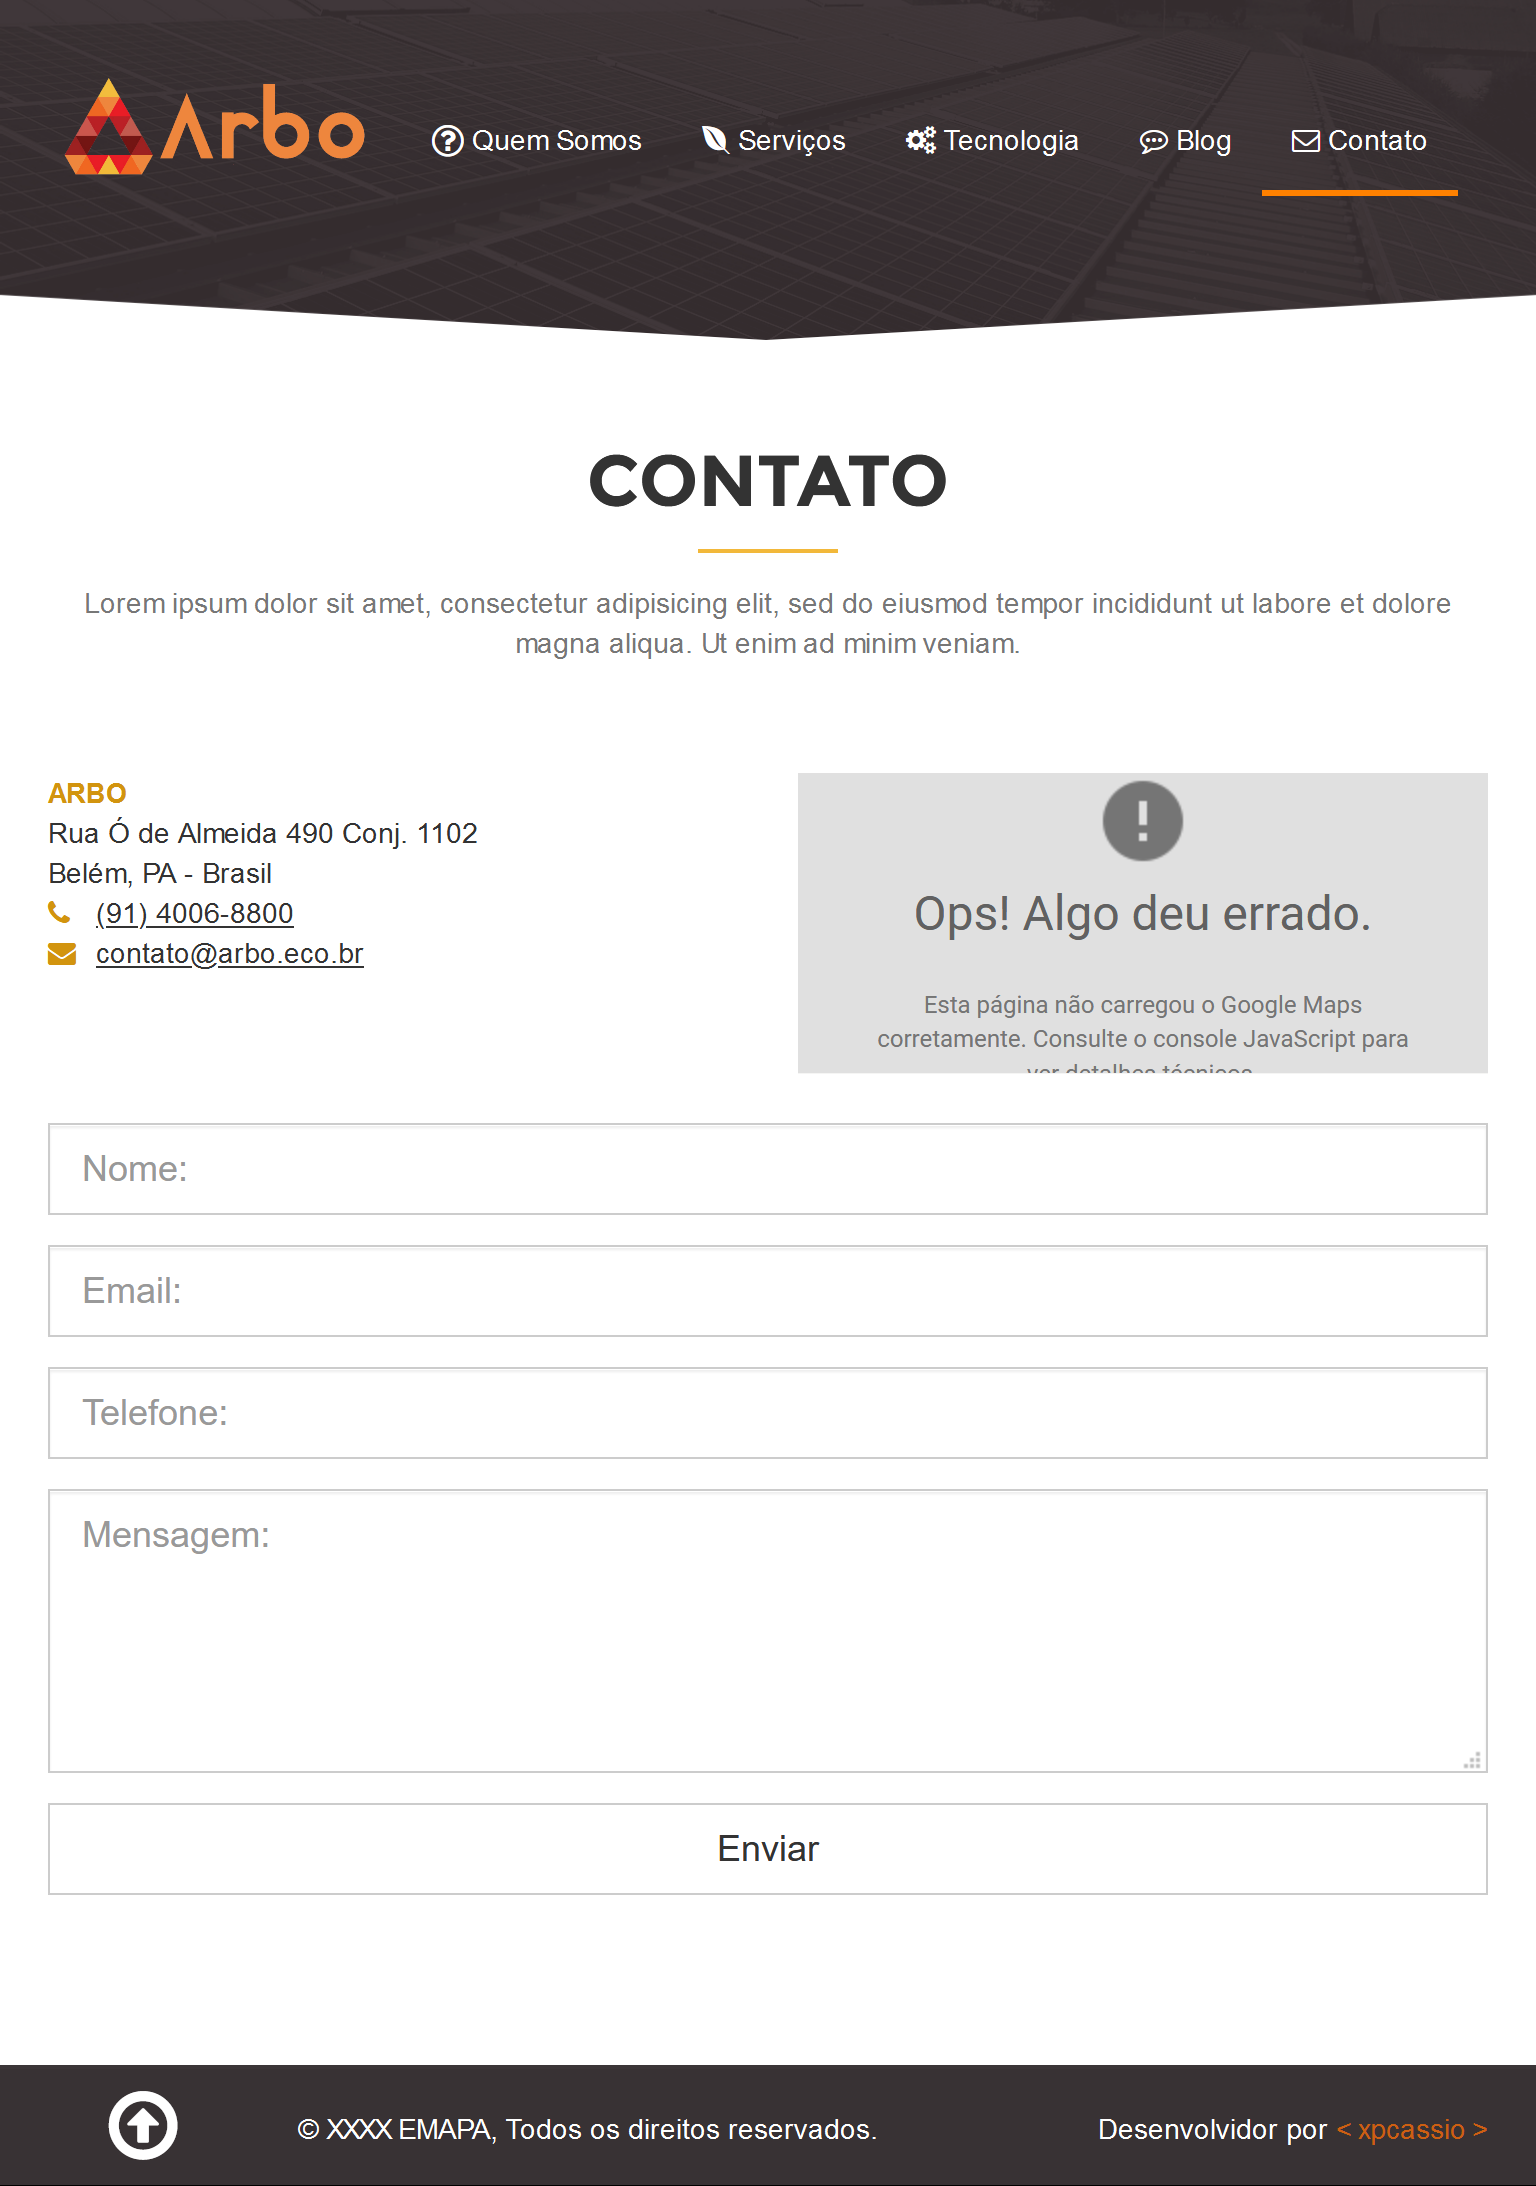 Arbo
Quem Somos
Serviços
Tecnologia
Blog
Contato
CONTATO
Lorem ipsum dolor sit amet, consectetur adipisicing elit, sed do eiusmod tempor incididunt ut labore et dolore
magna aliqua. Ut enim ad minim veniam.
ARBO
Rua Ó de Almeida 490 Conj. 1102
Belém, PA - Brasil
(91) 4006-8800
contato@arbo.eco.br
Ops! Algo deu errado.
Esta página não carregou o Google Maps
corretamente. Consulte o console JavaScript para
ver detalhes técnicos.
Nome:
Email:
Telefone:
Mensagem:
Enviar
© XXXX EMAPA, Todos os direitos reservados.
Desenvolvidor por < xpcassio >